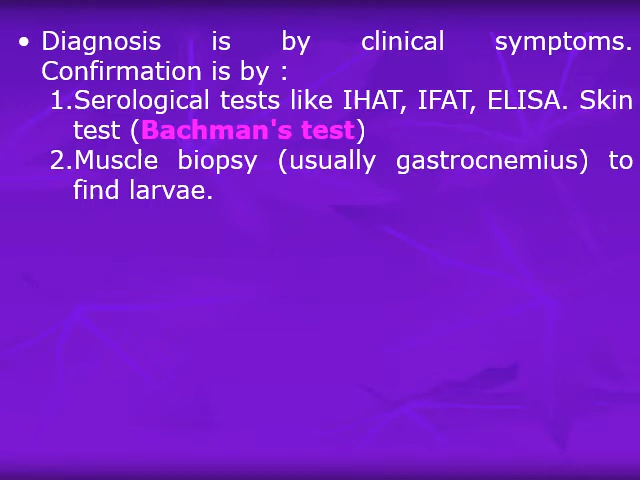 • Diagnosis is by clinical symptoms.
Confirmation is by :
1.Serological tests like IHAT, IFAT, ELISA. Skin
test (Bachman's test)
2.Muscle biopsy (usually gastrocnemius) to
find larvae.